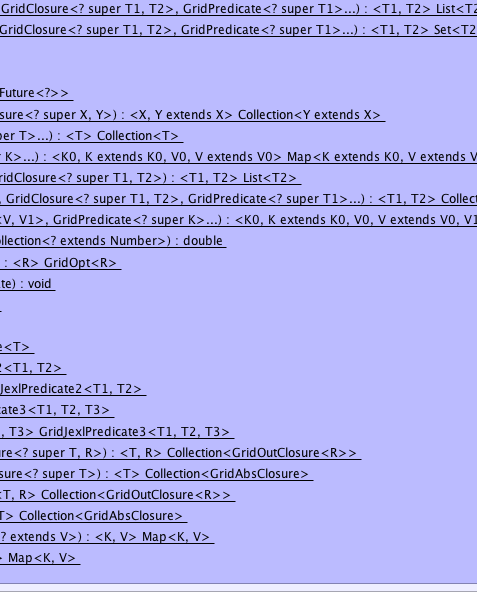 GridClosure<? super T1, T2>, GridPredicate<? super T1>...) : <T1, T2> List<T2
GridClosure<? super T1, T2>, GridPredicate<? super T1>...) : <T1, T2> Set<T2
Future<?>>
sure<? super X, Y>) : <X, Y extends X> Collection<Y extends X>
per T>...) : <T> Collection<T>
r K>...) : <K0, K extends K0, V0, V extends V0> Map<K extends K0, V extends V
ridClosure<? super T1, T2>) : <T1, T2> List<T2>
, GridClosure<? super T1, T2>, GridPredicate<? super T1>...) : <T1, T2> Collect
<V, V1>, GridPredicate<? super K>...) : <K0, K extends K0, V0, V extends V0, V1
ollection<? extends Number>) : double
) : <R> GridOpt<R>
te) : void
e<T>
2<T1, T2>
JexlPredicate2<T1, T2>
cate3<T1, T2, T3>
, T3> GridJexlPredicate3<T1, T2, T3>
ure<? super T, R>) : <T, R> Collection<GridOutClosure<R>>
sure<? super T>) : <T> Collection<GridAbsClosure>
<T, R> Collection<GridOutClosure<R>>
T> Collection<GridAbsClosure>
? extends V>) : <K, V> Map<K, V>
> Map<K, V>